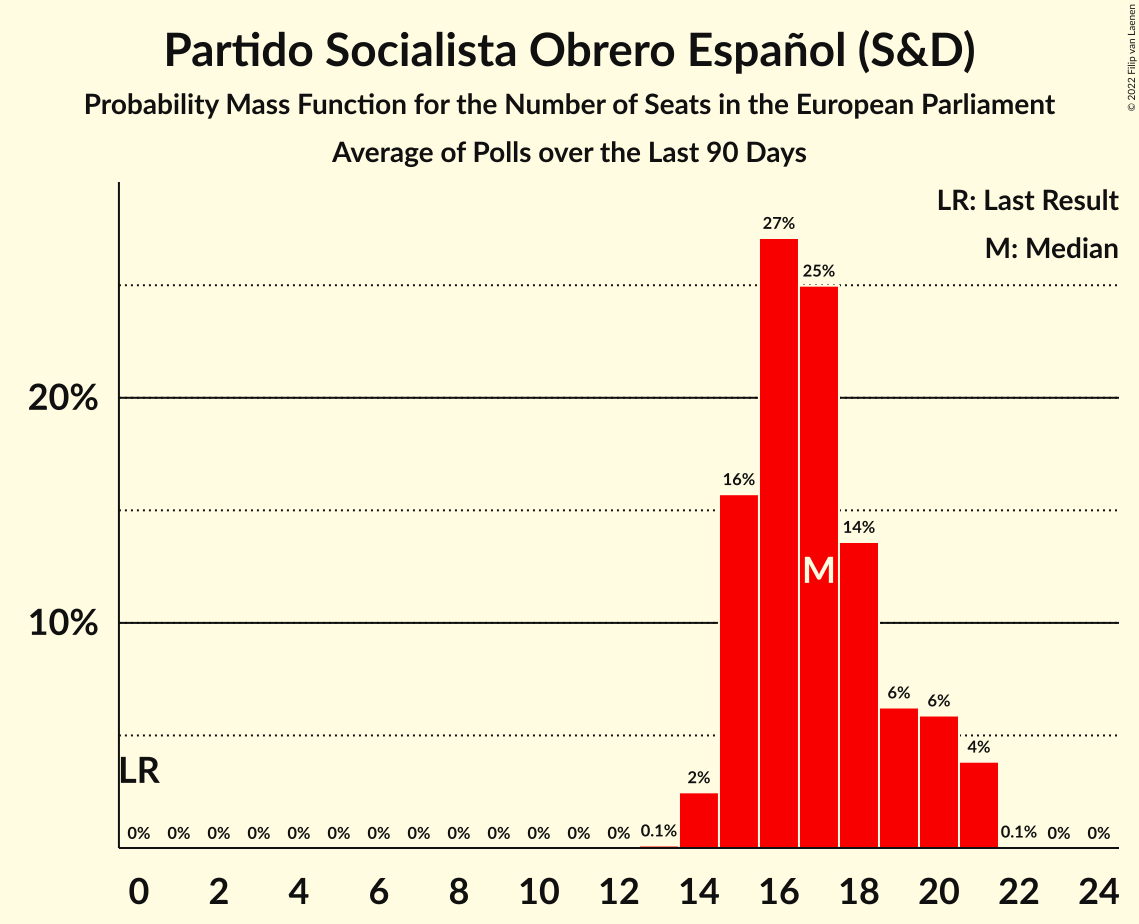 Partido Socialista Obrero Español (S&D)
Probability Mass Function for the Number of Seats in the European Parliament
Average of Polls over the Last 90 Days
© 2022 Filip van Laenen
LR: Last Result
M: Median
27%
25%
20%
16%
14%
M
10%
6%
6%
4%
LR
2%
0% 0% 0% 0% 0% 0% 0% 0% 0% 0% 0% 0% 0% 0.1% 0.1% 0% 0%
0 2 4 6 8 10 12 14 16 18 20 22 24